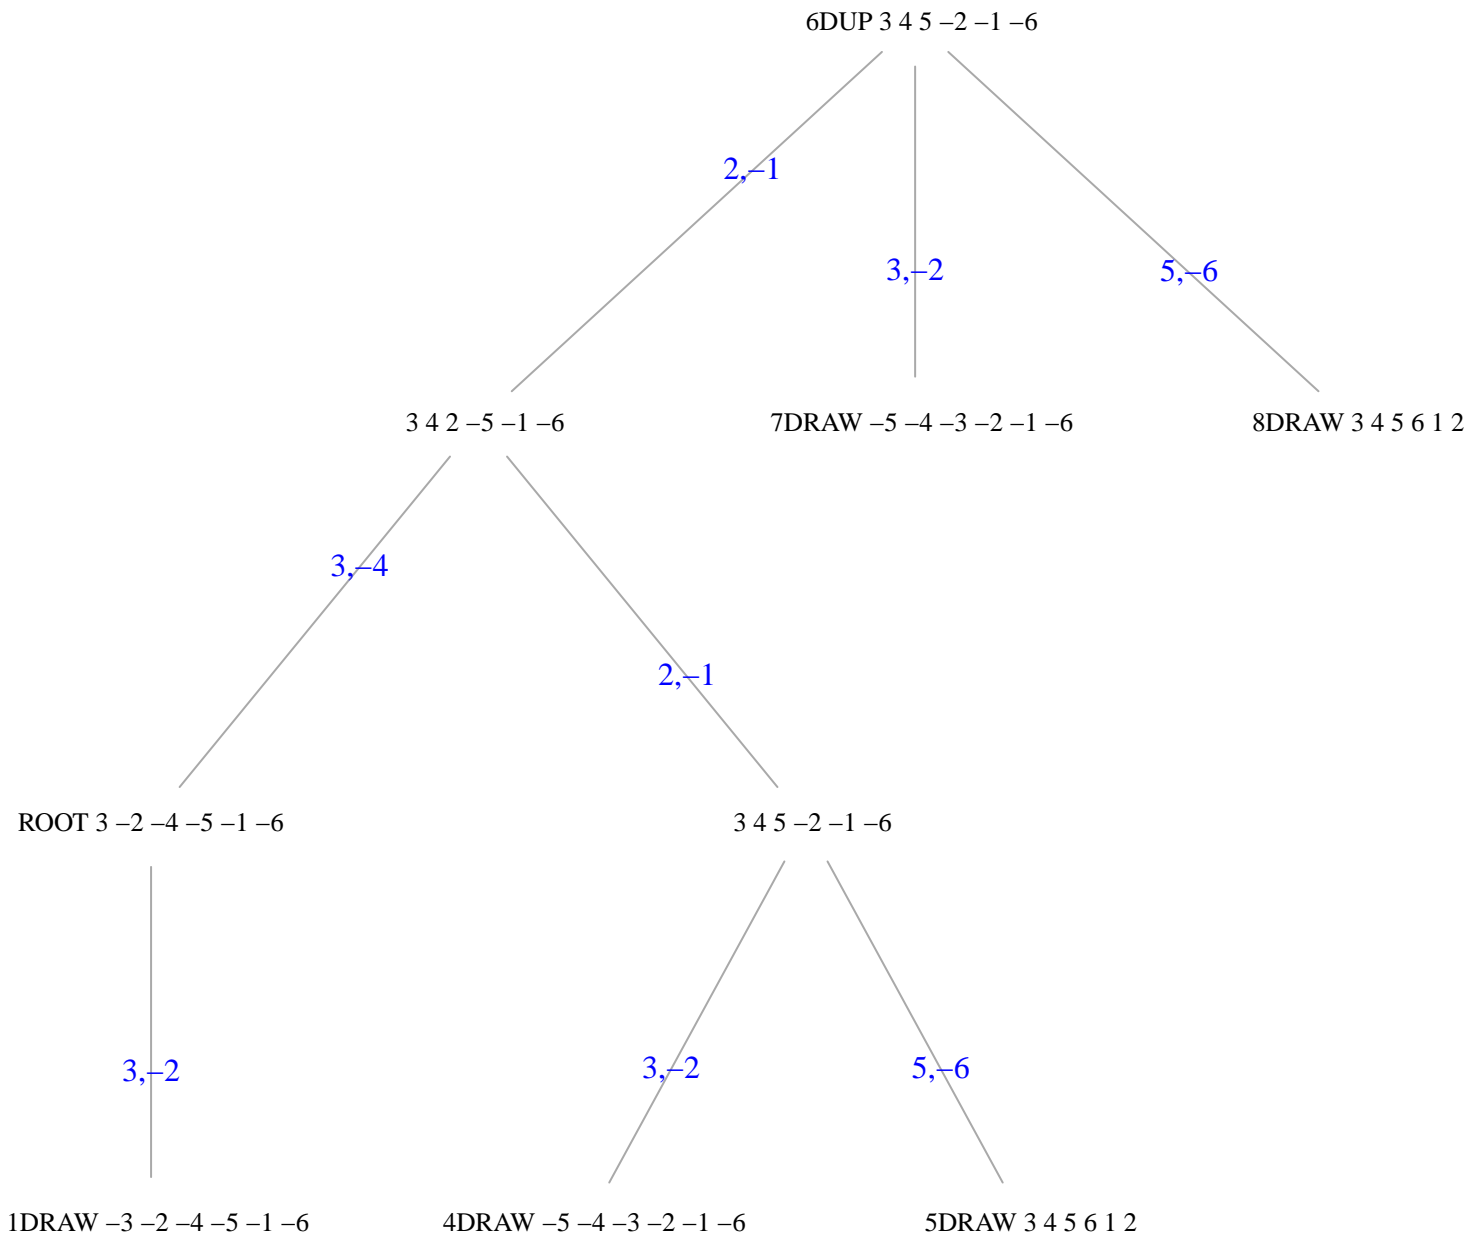 6DUP 3 4 5 –2 –1 –6
2,–1
3,–2
5,–6
3 4 2 –5 –1 –6
7DRAW –5 –4 –3 –2 –1 –6
8DRAW 3 4 5 6 1 2
3,–4
2,–1
ROOT 3 –2 –4 –5 –1 –6
3 4 5 –2 –1 –6
3,–2
3,–2
5,–6
1DRAW –3 –2 –4 –5 –1 –6
4DRAW –5 –4 –3 –2 –1 –6
5DRAW 3 4 5 6 1 2